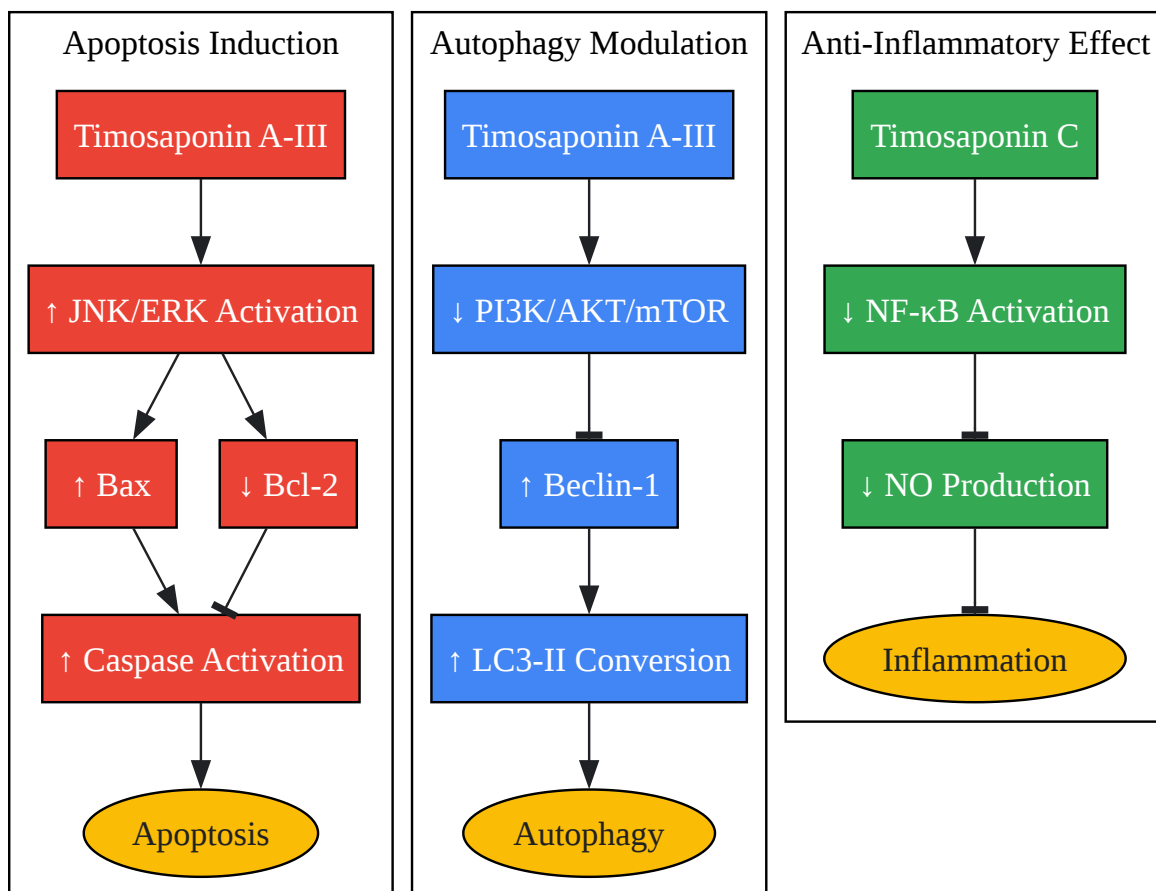 Apoptosis Induction
Timosaponin A-III
↑ JNK/ERK Activation
↑ Bax
↓ Bcl-2
↑ Caspase Activation
Apoptosis
Autophagy Modulation
Timosaponin A-III
↓ PI3K/AKT/mTOR
↑ Beclin-1
↑ LC3-II Conversion
Autophagy
Anti-Inflammatory Effect
Timosaponin C
↓ NF-κB Activation
↓ NO Production
Inflammation